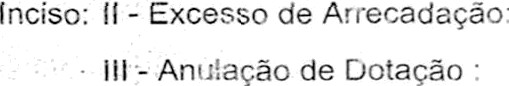 Inciso: II - Excesso de Arrecadação:
III - Anulação de Dotação :